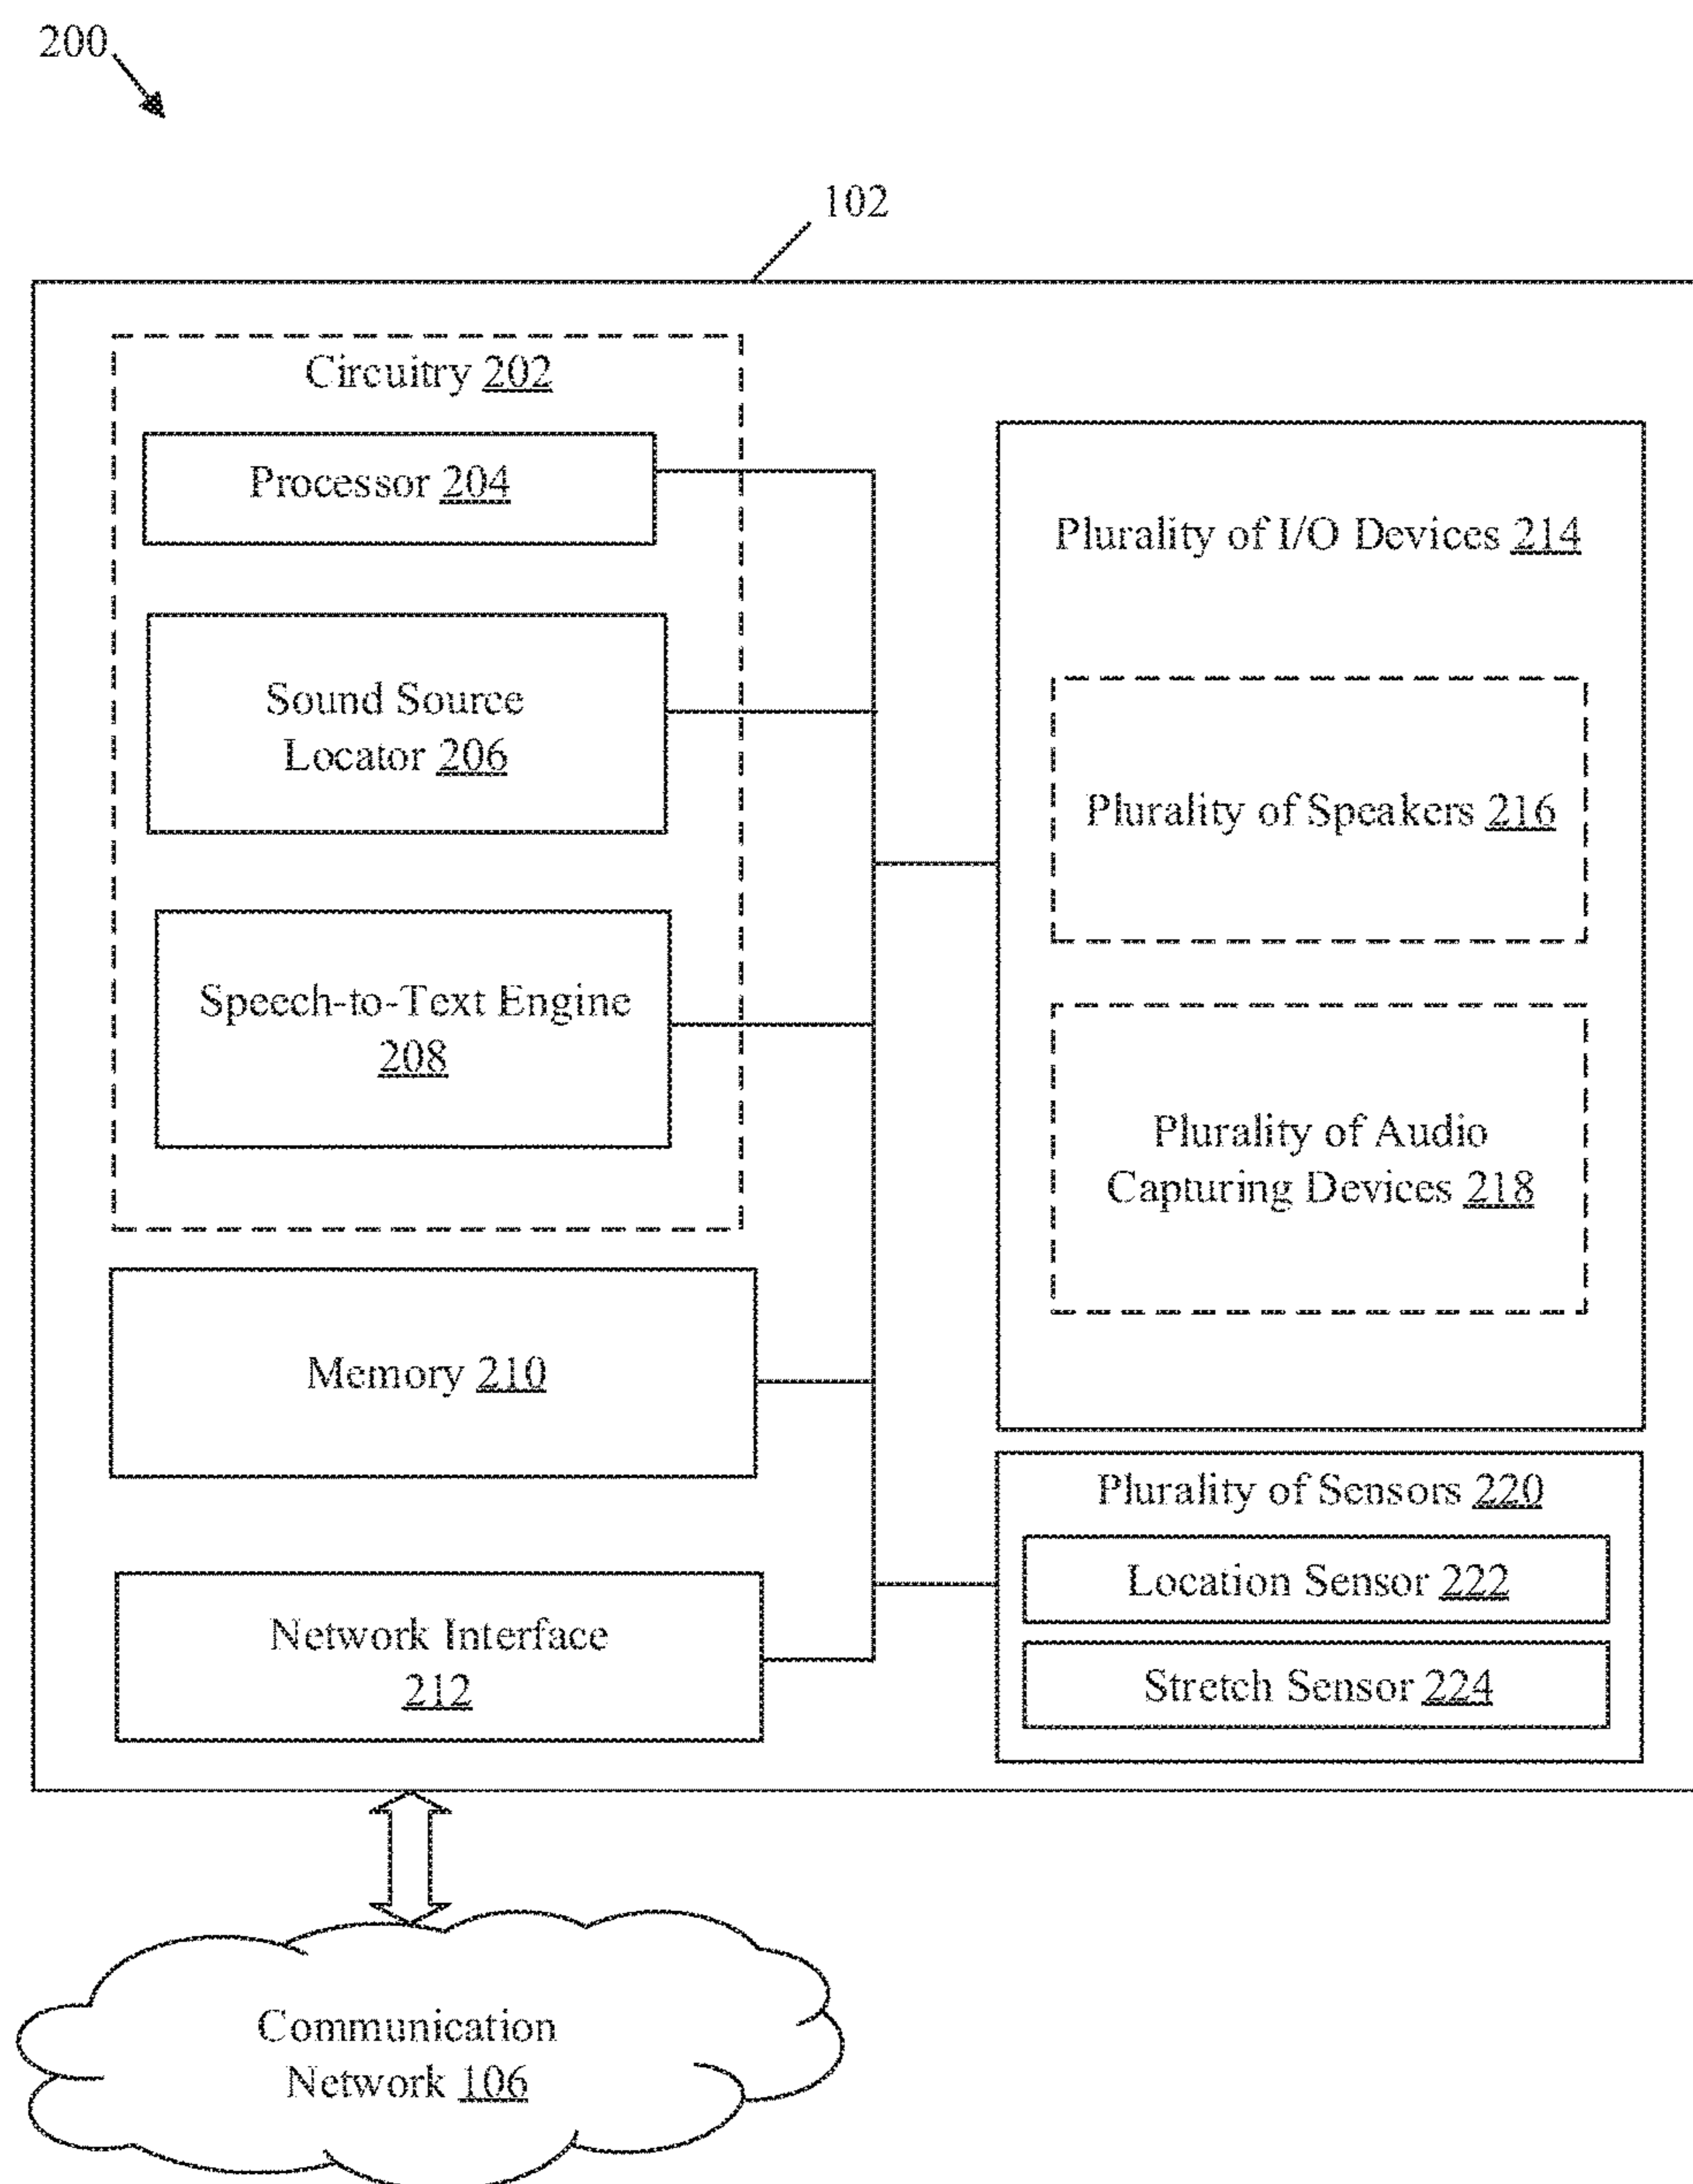 200
102
Circuitry 202
Processor 204
Sound Source
Locator 206
Speech-to-Text Engine
208
Memory 210
Network Interface
212
Plurality of I/O Devices 214
Plurality of Speakers 216
Plurality of Audio
Capturing Devices 218
Plurality of Sensors 220
Location Sensor 222
Stretch Sensor 224
Communication
Network 106